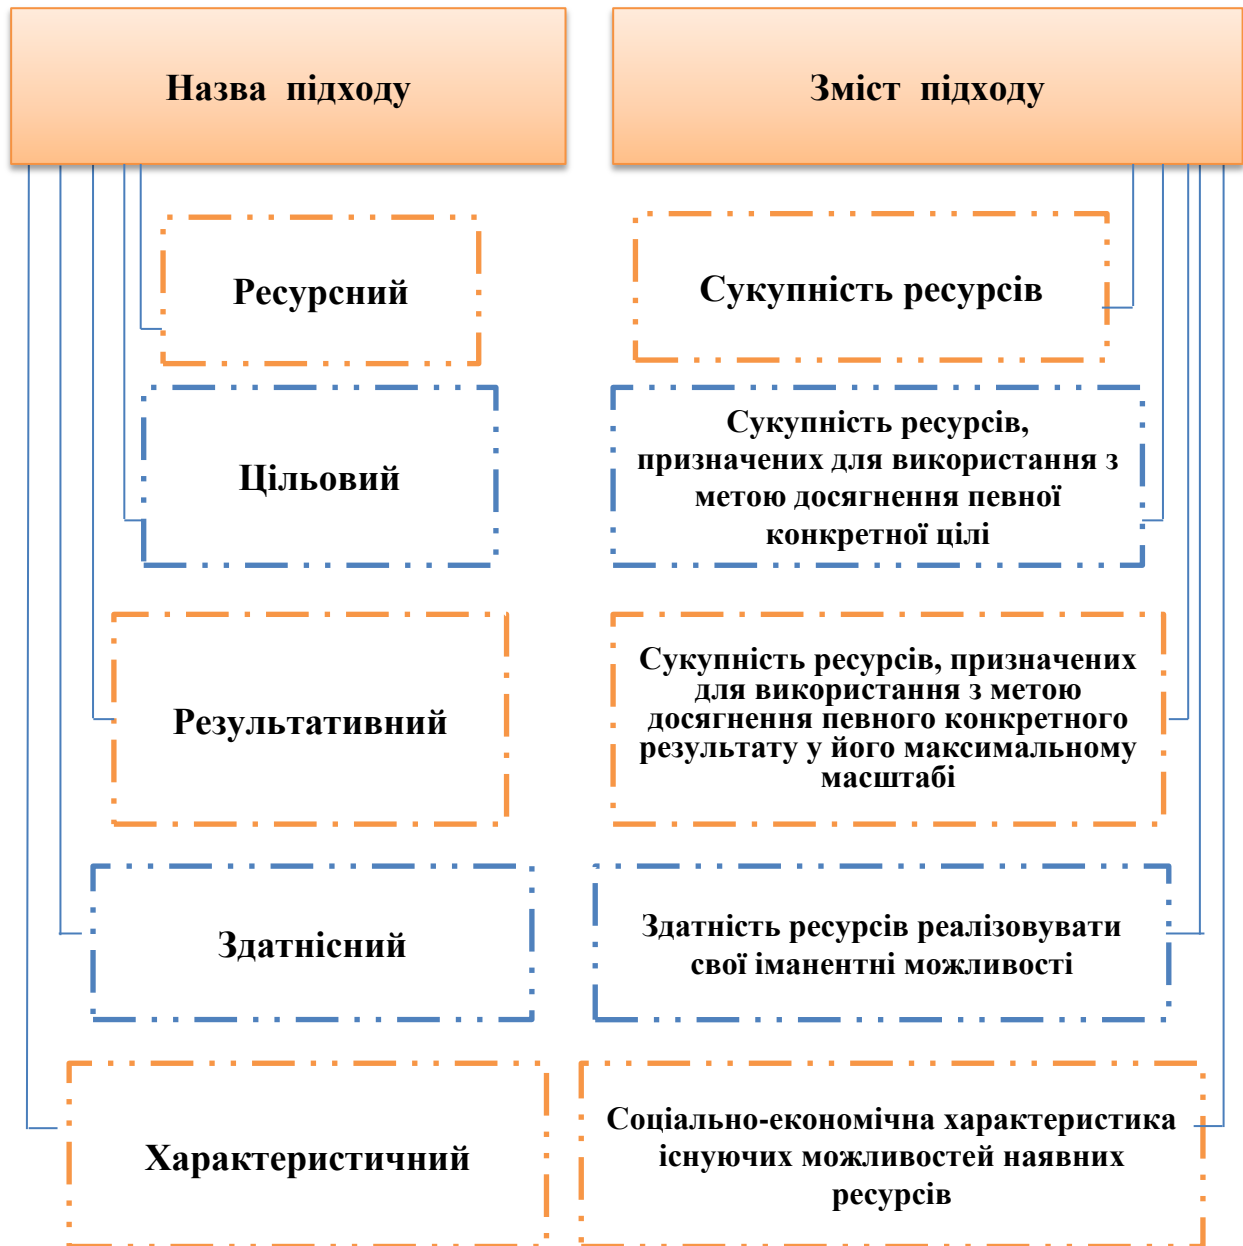 Назва підходу
Зміст підходу
Ресурсний
Сукупність ресурсів
Цільовий
Сукупність ресурсів,
призначених для використання з
метою досягнення певної
конкретної цілі
Результативний
Сукупність ресурсів, призначених
для використання з метою
досягнення певного конкретного
результату у його максимальному
масштабі
Здатнісний
Здатність ресурсів реалізовувати
свої іманентні можливості
Характеристичний
Соціально-економічна характеристика
існуючих можливостей наявних
ресурсів